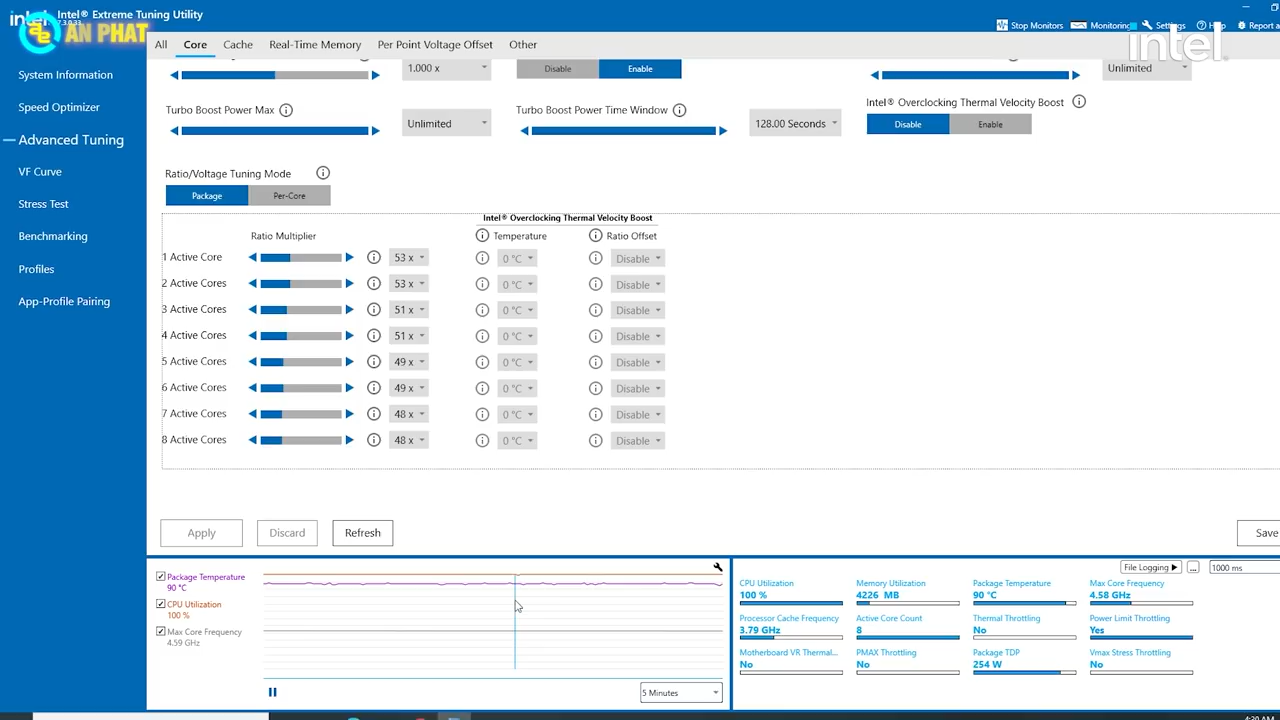 intel Intel® Extreme Tuning Utility
7.3.0.33
AN PHAT
Stop Monitors Monitoring Settings Help Report a
intel.
All Core Cache Real-Time Memory Per Point Voltage Offset Other
System Information
Speed Optimizer
Advanced Tuning
VF Curve
Stress Test
Benchmarking
Profiles
App-Profile Pairing
1.000 x Disable Enable Unlimited
Turbo Boost Power Max Unlimited Turbo Boost Power Time Window 128.00 Seconds Intel® Overclocking Thermal Velocity Boost
Disable Enable
Ratio/Voltage Tuning Mode
Package Per-Core
Intel® Overclocking Thermal Velocity Boost
Ratio Multiplier Temperature Ratio Offset
1 Active Core 53 x 0 °C Disable
2 Active Cores 53 x 0 °C Disable
3 Active Cores 51 x 0 °C Disable
4 Active Cores 51 x 0 °C Disable
5 Active Cores 49 x 0 °C Disable
6 Active Cores 49 x 0 °C Disable
7 Active Cores 48 x 0 °C Disable
8 Active Cores 48 x 0 °C Disable
Apply Discard Refresh Save
Package Temperature
90 °C
CPU Utilization
100 %
Max Core Frequency
4.59 GHz
5 Minutes
File Logging ... 1000 ms
CPU Utilization Memory Utilization Package Temperature Max Core Frequency
100 % 4226 MB 90 °C 4.58 GHz
Processor Cache Frequency Active Core Count Thermal Throttling Power Limit Throttling
3.79 GHz 8 No Yes
Motherboard VR Thermal... PMAX Throttling Package TDP Vmax Stress Throttling
No No 254 W No